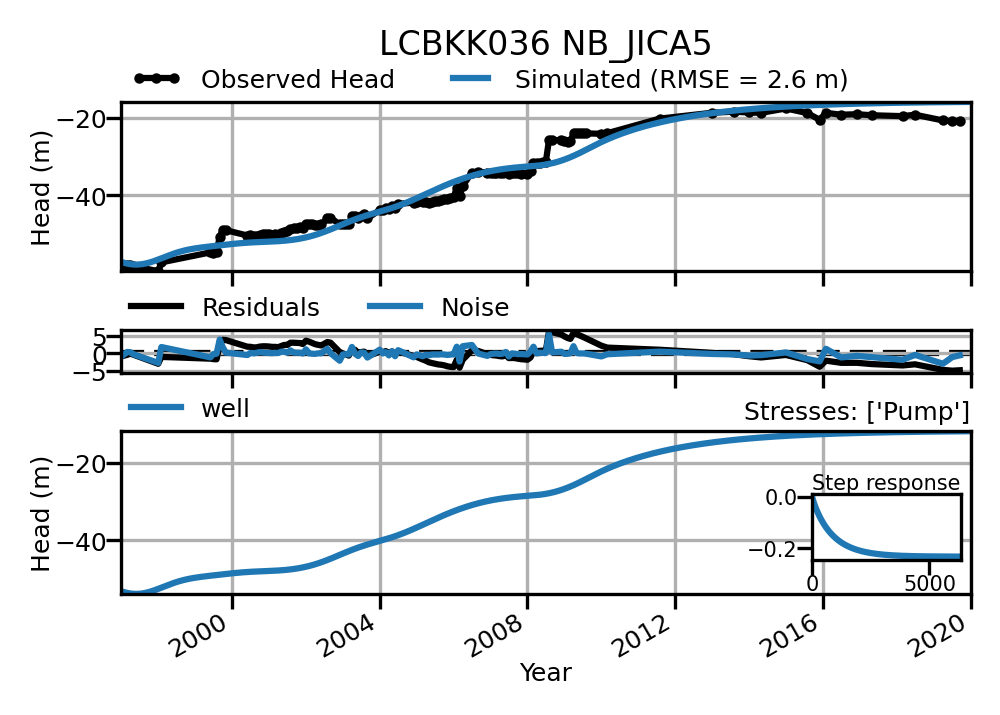 LCBKK036 NB_JICA5
Observed Head Simulated (RMSE = 2.6 m)
Head (m)
−20
−40
Residuals Noise
5
0
−5
well Stresses: ['Pump']
Head (m)
−20
−40
Step response
0.0
−0.2
0 5000
2000 2004 2008 2012 2016 2020
Year